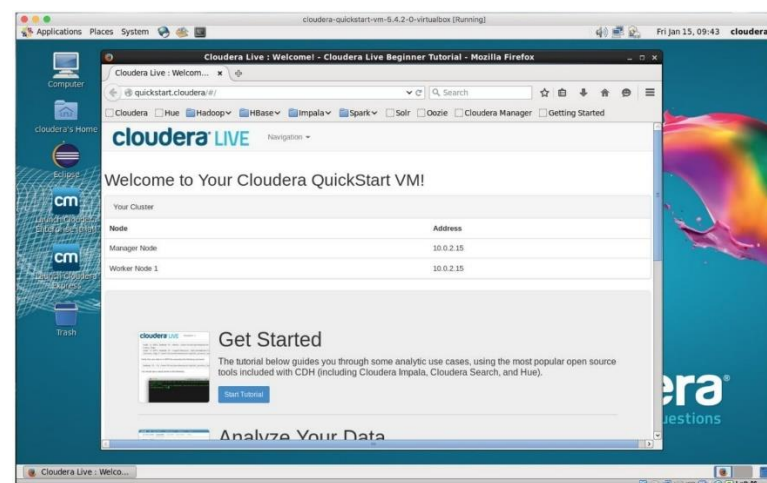 cloudera-quickstart-vm-5.4.2-0-virtualbox [Running]
Applications Places System Fri Jan 15, 09:43 cloudera
Cloudera Live : Welcome! - Cloudera Live Beginner Tutorial - Mozilla Firefox
Cloudera Live : Welcom...
quickstart.cloudera/#/ Search
Cloudera Hue Hadoop HBase Impala Spark Solr Oozie Cloudera Manager Getting Started
Computer
cloudera's Home
Eclipse
cm
cm
Express
Trash
cloudera LIVE Navigation
Welcome to Your Cloudera QuickStart VM!
Your Cluster
Node Address
Manager Node 10.0.2.15
Worker Node 1 10.0.2.15
cloudera LIVE
Get Started
The tutorial below guides you through some analytic use cases, using the most popular open source
tools included with CDH (including Cloudera Impala, Cloudera Search, and Hue).
Start Tutorial
Analyze Your Data
era
uestions
Cloudera Live : Welco...